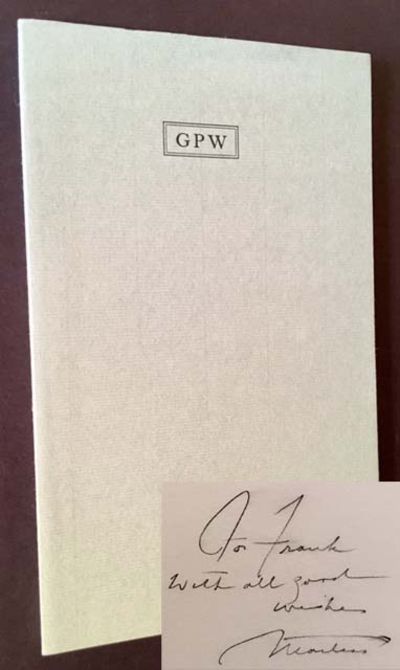 GPW
To Frank
With all good
wishes